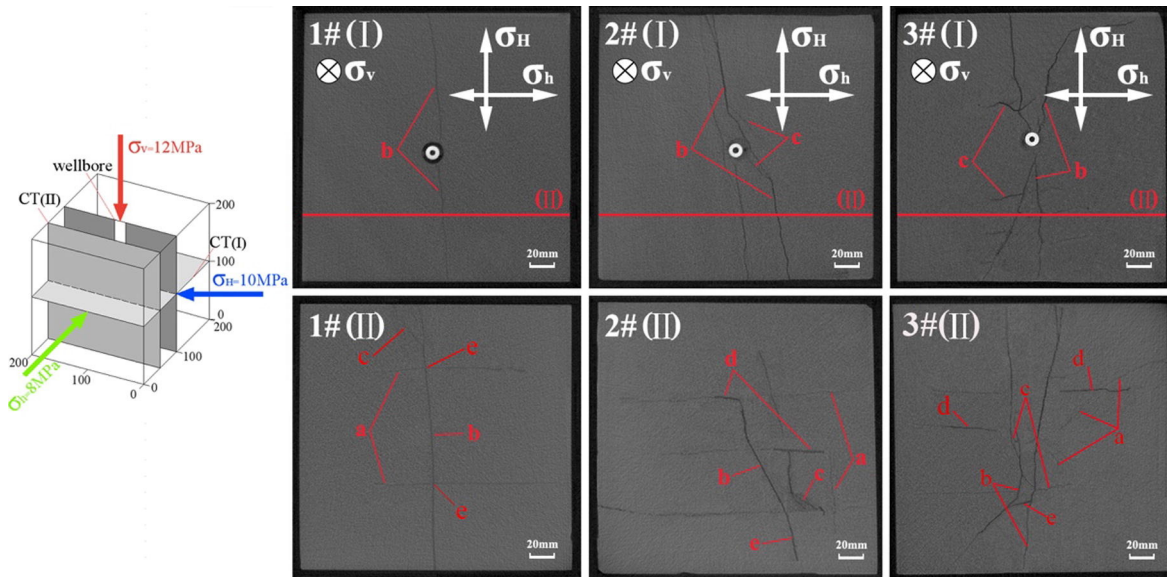 σv=12MPa
wellbore
CT(II)
200
CT(I)
100
σH=10MPa
0
200
200
100
100
0
0
σh=8MPa
1#(I)
σH
σv
σh
b
20mm
2#(I)
σH
σv
σh
c
b
(II)
20mm
3#(I)
σH
σv
σh
c
b
(II)
20mm
1#(II)
c
e
a
b
e
20mm
2#(II)
d
a
b
c
e
20mm
3#(II)
d
c
d
a
b
e
20mm